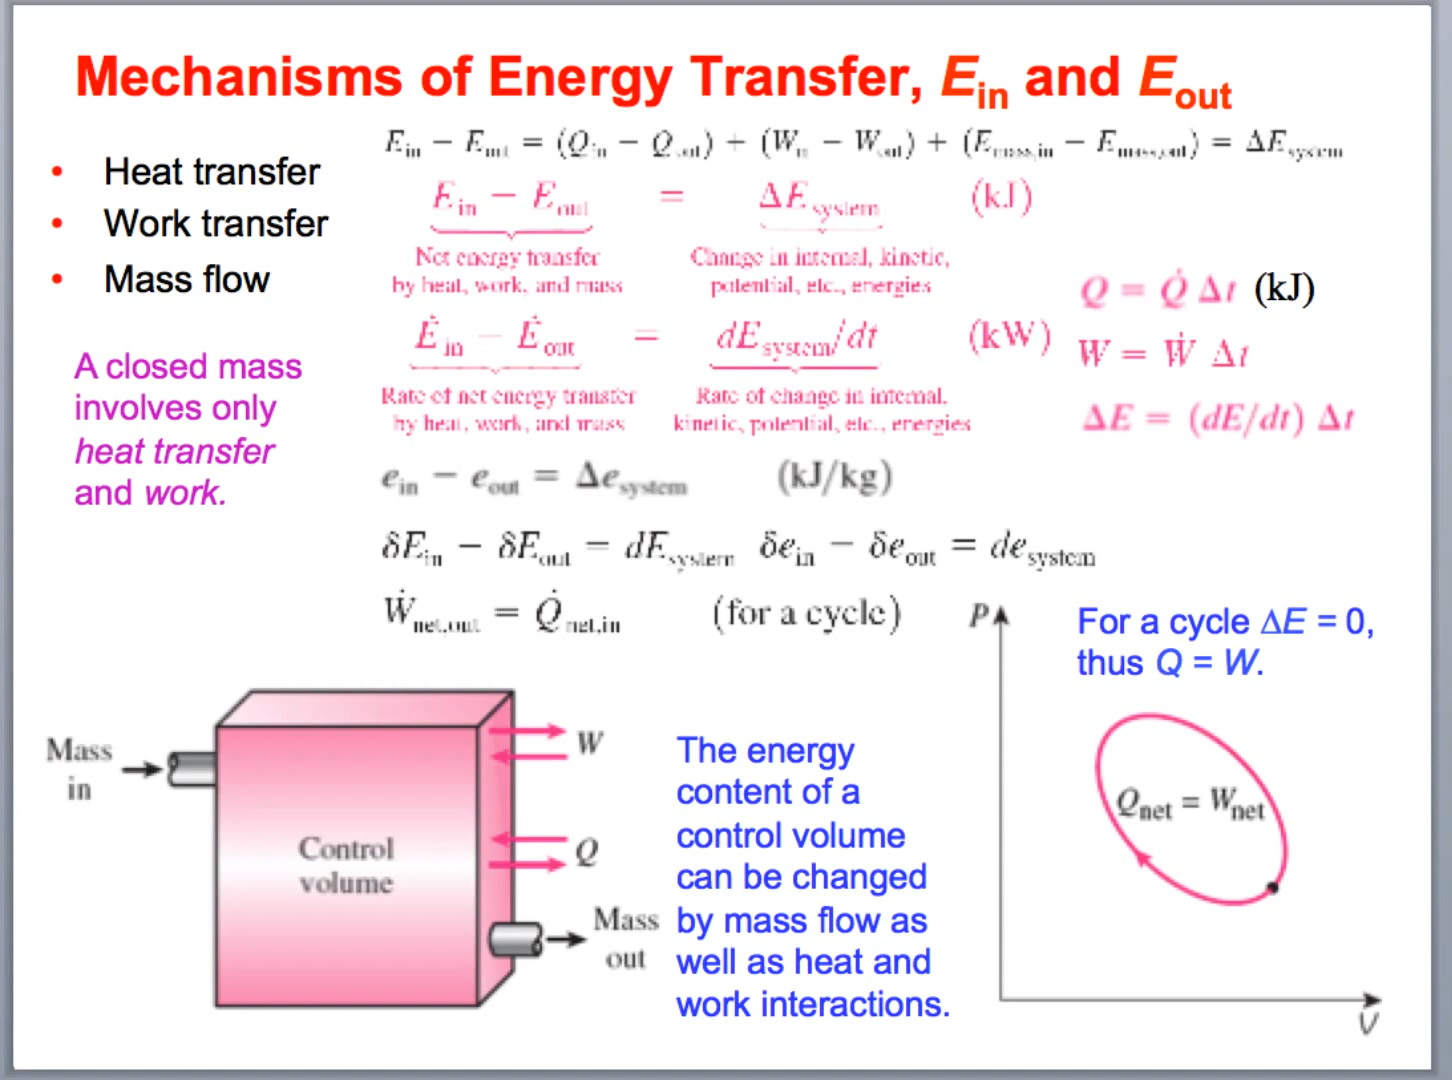 Mechanisms of Energy Transfer, E_in and E_out
• Heat transfer
• Work transfer
• Mass flow
A closed mass
involves only
heat transfer
and work.
E_in − E_out = (Q_in − Q_out) + (W_in − W_out) + (E_mass,in − E_mass,out) = ΔE_system
E_in − E_out = ΔE_system (kJ)
Net energy transfer
by heat, work, and mass
Change in internal, kinetic,
potential, etc., energies
Ė_in − Ė_out = dE_system/dt (kW)
Rate of net energy transfer
by heat, work, and mass
Rate of change in internal,
kinetic, potential, etc., energies
Q = Q̇ Δt (kJ)
W = Ẇ Δt
ΔE = (dE/dt) Δt
e_in − e_out = Δe_system (kJ/kg)
δE_in − δE_out = dE_system δe_in − δe_out = de_system
Ẇ_net,out = Q̇_net,in (for a cycle)
Mass
in
Control
volume
W
Q
Mass
out
The energy
content of a
control volume
can be changed
by mass flow as
well as heat and
work interactions.
P
For a cycle ΔE = 0,
thus Q = W.
Q_net = W_net
V